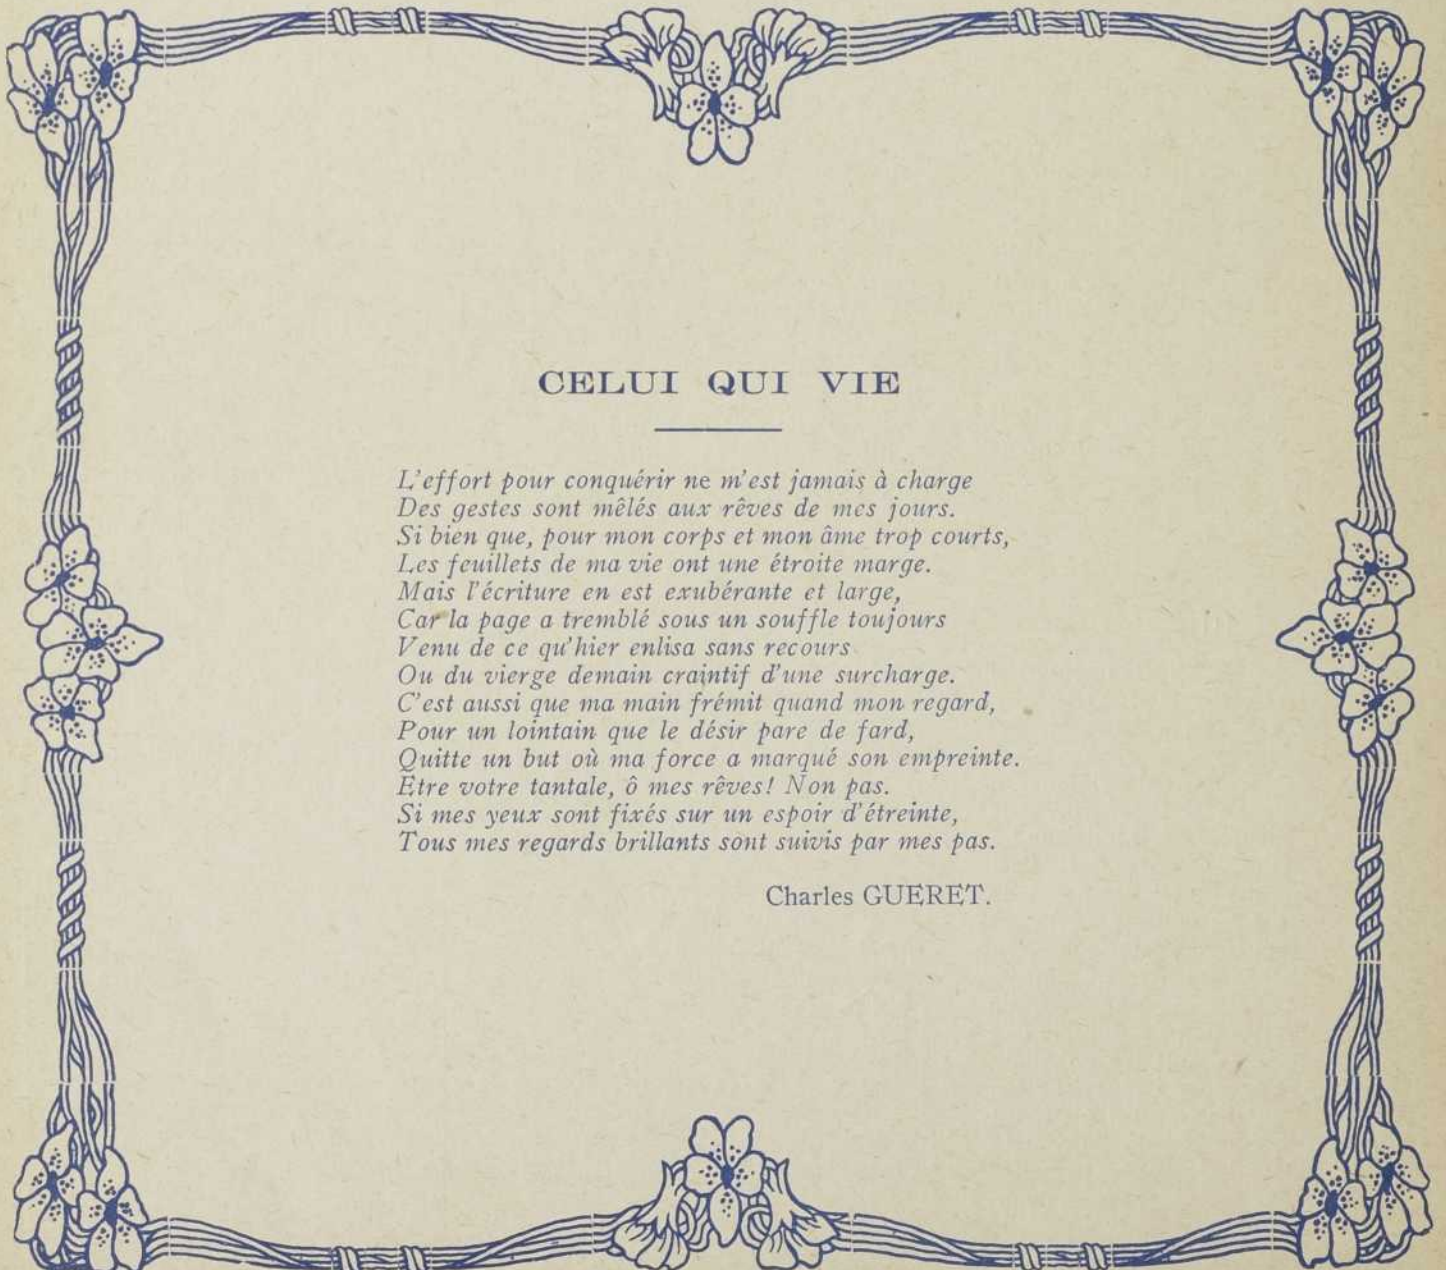 CELUI QUI VIE
L'effort pour conquérir ne m'est jamais à charge
Des gestes sont mêlés aux rêves de mes jours.
Si bien que, pour mon corps et mon âme trop courts,
Les feuillets de ma vie ont une étroite marge.
Mais l'écriture en est exubérante et large,
Car la page a tremblé sous un souffle toujours
Venu de ce qu'hier enlisa sans recours
Ou du vierge demain craintif d'une surcharge.
C'est aussi que ma main frémit quand mon regard,
Pour un lointain que le désir pare de fard,
Quitte un but où ma force a marqué son empreinte.
Etre votre tantale, ô mes rêves! Non pas.
Si mes yeux sont fixés sur un espoir d'étreinte,
Tous mes regards brillants sont suivis par mes pas.
Charles GUERET.